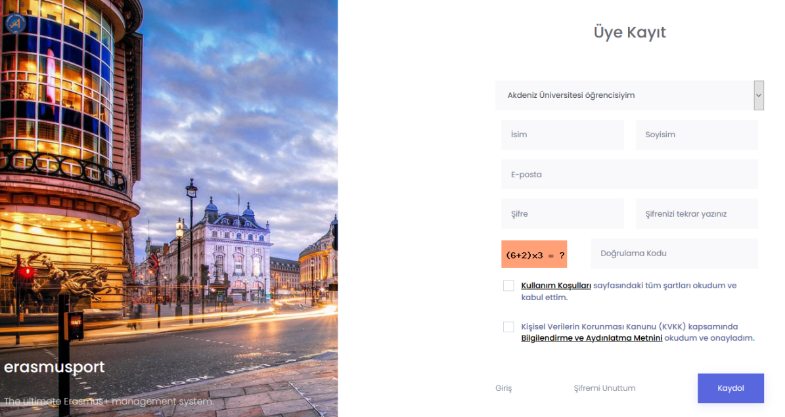 Üye Kayıt
Akdeniz Üniversitesi öğrencisiyim
İsim
Soyisim
E-posta
Şifre
Şifrenizi tekrar yazınız
(6+2)x3 = ?
Doğrulama Kodu
Kullanım Koşulları sayfasındaki tüm şartları okudum ve
kabul ettim.
Kişisel Verilerin Korunması Kanunu (KVKK) kapsamında
Bilgilendirme ve Aydınlatma Metnini okudum ve onayladım.
erasmusport
The ultimate Erasmus+ management system.
Giriş
Şifremi Unuttum
Kaydol